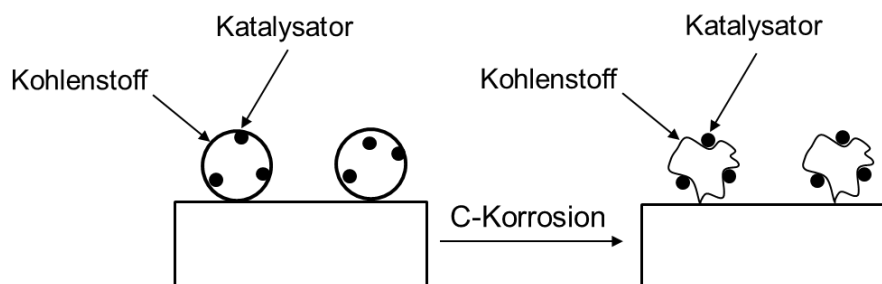 Katalysator
Kohlenstoff
Katalysator
Kohlenstoff
C-Korrosion